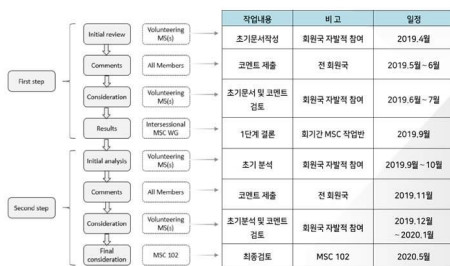 작업내용 비 고 일정
Initial review Volunteering MS(s) 초기문서작성 회원국 자발적 참여 2019.4월
Comments All Members 코멘트 제출 전 회원국 2019.5월~6월
First step
Consideration Volunteering MS(s) 초기문서 및 코멘트 검토 회원국 자발적 참여 2019.6월~7월
Results Intersessional MSC WG 1단계 결론 회기간 MSC 작업반 2019.9월
Initial analysis Volunteering MS(s) 초기 분석 회원국 자발적 참여 2019.9월~10월
Comments All Members 코멘트 제출 전 회원국 2019.11월
Second step
Consideration Volunteering MS(s) 초기분석 및 코멘트 검토 회원국 자발적 참여 2019.12월 ~2020.1월
Final consideration MSC 102 최종검토 MSC 102 2020.5월